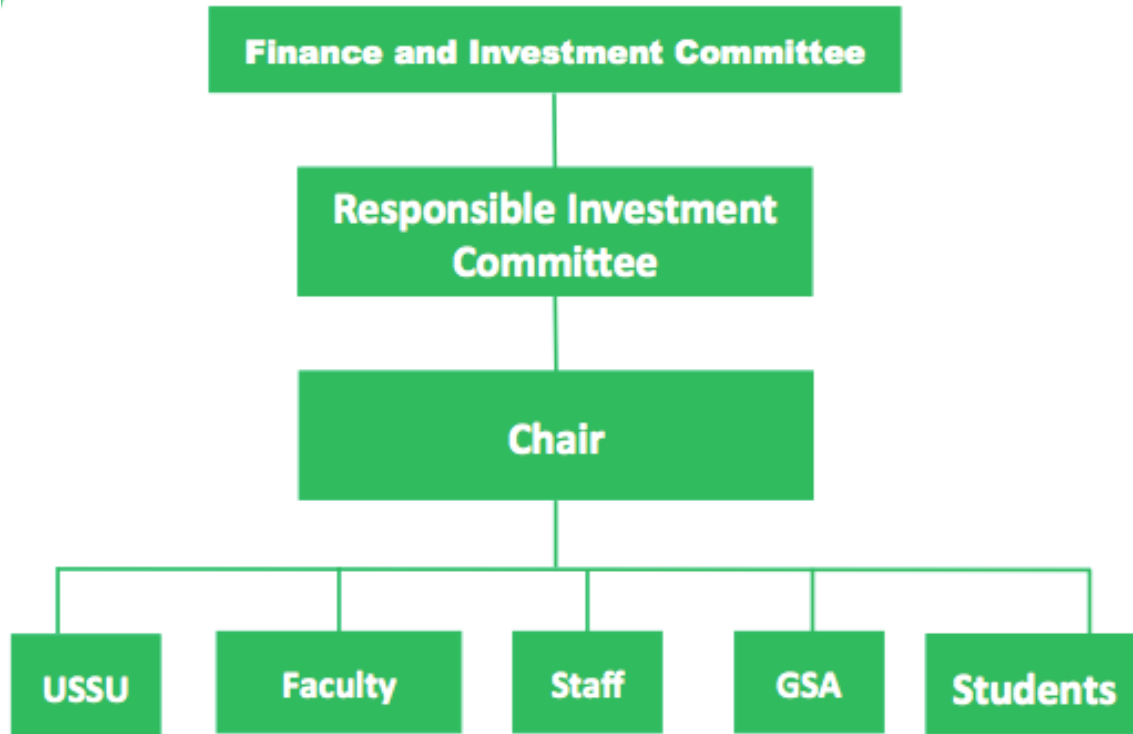 Finance and Investment Committee
Responsible Investment
Committee
Chair
USSU
Faculty
Staff
GSA
Students